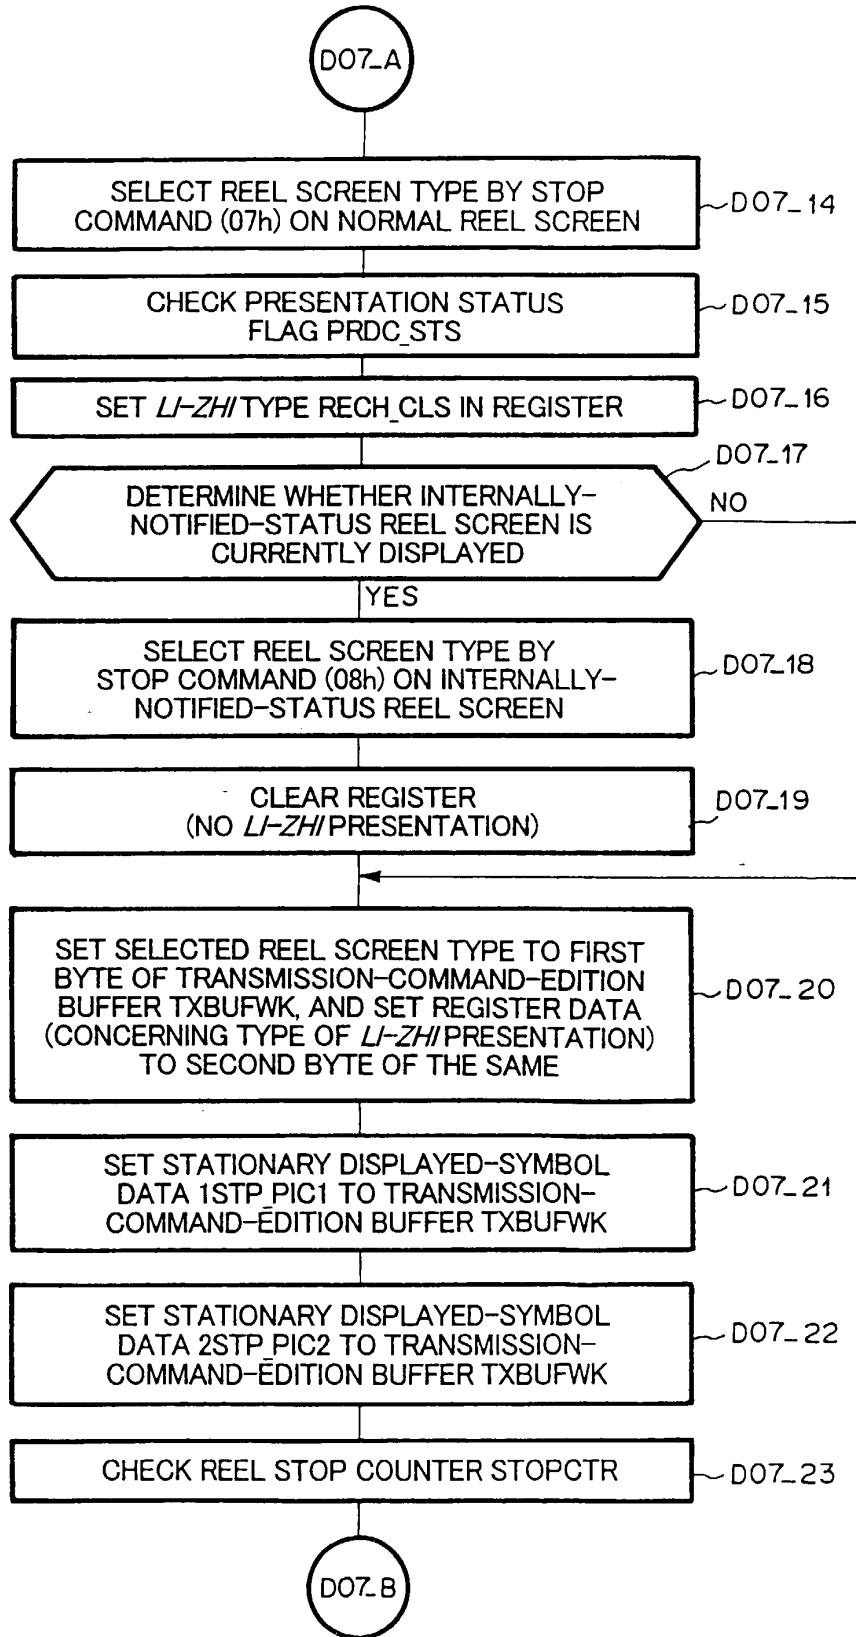 D07_A
SELECT REEL SCREEN TYPE BY STOP
COMMAND (07h) ON NORMAL REEL SCREEN
D07_14
CHECK PRESENTATION STATUS
FLAG PRDC_STS
D07_15
SET LI-ZHI TYPE RECH_CLS IN REGISTER
D07_16
D07_17
DETERMINE WHETHER INTERNALLY-
NOTIFIED-STATUS REEL SCREEN IS
CURRENTLY DISPLAYED
NO
YES
SELECT REEL SCREEN TYPE BY
STOP COMMAND (08h) ON INTERNALLY-
NOTIFIED-STATUS REEL SCREEN
D07_18
CLEAR REGISTER
(NO LI-ZHI PRESENTATION)
D07_19
SET SELECTED REEL SCREEN TYPE TO FIRST
BYTE OF TRANSMISSION-COMMAND-EDITION
BUFFER TXBUFWK, AND SET REGISTER DATA
(CONCERNING TYPE OF LI-ZHI PRESENTATION)
TO SECOND BYTE OF THE SAME
D07_20
SET STATIONARY DISPLAYED-SYMBOL
DATA 1STP_PIC1 TO TRANSMISSION-
COMMAND-EDITION BUFFER TXBUFWK
D07_21
SET STATIONARY DISPLAYED-SYMBOL
DATA 2STP_PIC2 TO TRANSMISSION-
COMMAND-EDITION BUFFER TXBUFWK
D07_22
CHECK REEL STOP COUNTER STOPCTR
D07_23
D07_B